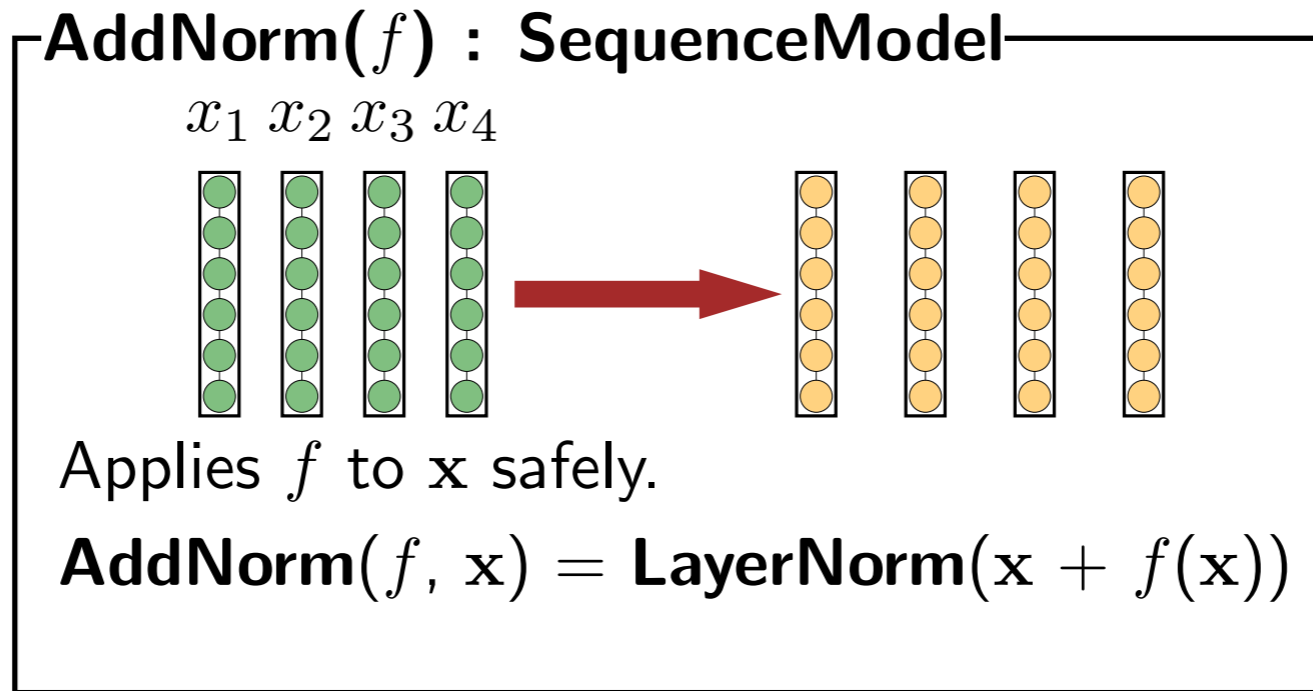 AddNorm(f) : SequenceModel
x₁ x₂ x₃ x₄
Applies f to x safely.
AddNorm(f, x) = LayerNorm(x + f(x))